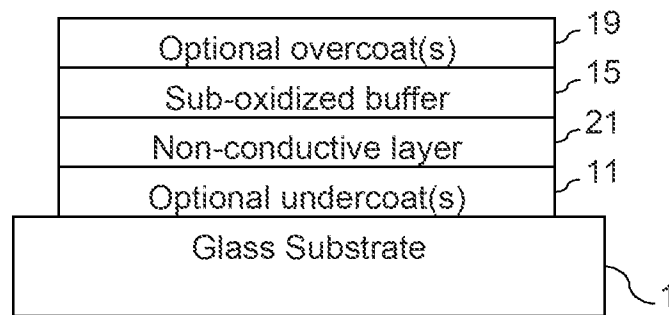 Optional overcoat(s) 19
Sub-oxidized buffer 15
Non-conductive layer 21
Optional undercoat(s) 11
Glass Substrate
1